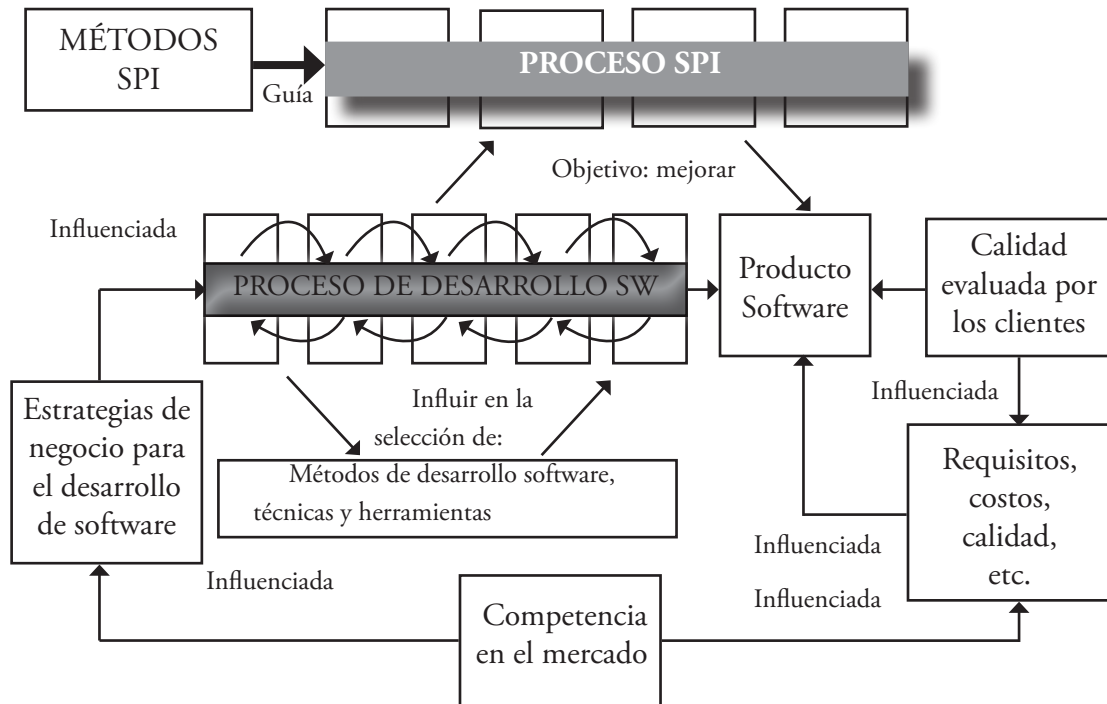 MÉTODOS
SPI
Guía
PROCESO SPI
Objetivo: mejorar
Influenciada
PROCESO DE DESARROLLO SW
Producto
Software
Calidad
evaluada por
los clientes
Influenciada
Estrategias de
negocio para
el desarrollo
de software
Influir en la
selección de:
Métodos de desarrollo software,
técnicas y herramientas
Requisitos,
costos,
calidad,
etc.
Influenciada
Influenciada
Influenciada
Competencia
en el mercado